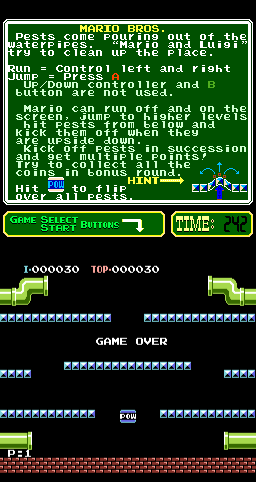 MARIO BROS.
Pests come pouring out of the
waterpipes. "Mario and Luigi"
try to clean up the place.
Run = Control left and right
Jump = Press A
Up/Down controller and B
button are not used.
Mario can run off and on the
screen, jump to higher levels
hit pests from below and
kick them off when they
are upside down.
Kick off pests in succession
and get multiple points!
Try to collect all the
coins in bonus round.
HINT
Hit POW to flip
over all pests.
GAME SELECT
START BUTTONS
TIME: 242
I-000030 TOP-000030
GAME OVER
POW
P:1